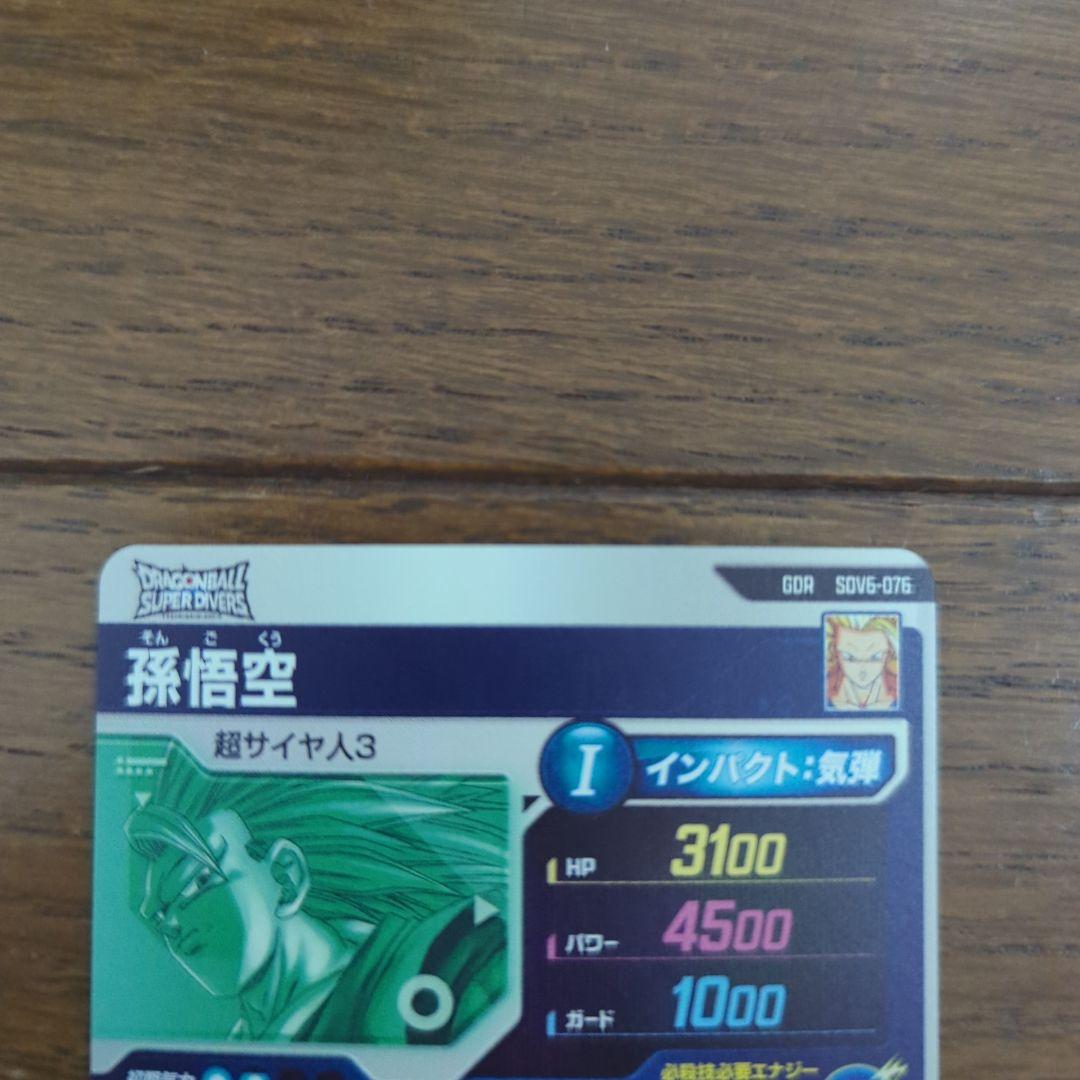 DRAGONBALL
SUPER DIVERS
GDR SDV6-076
そんごくう
孫悟空
超サイヤ人3
I インパクト:気弾
HP 3100
パワー 4500
ガード 1000
必殺技必要エナジー